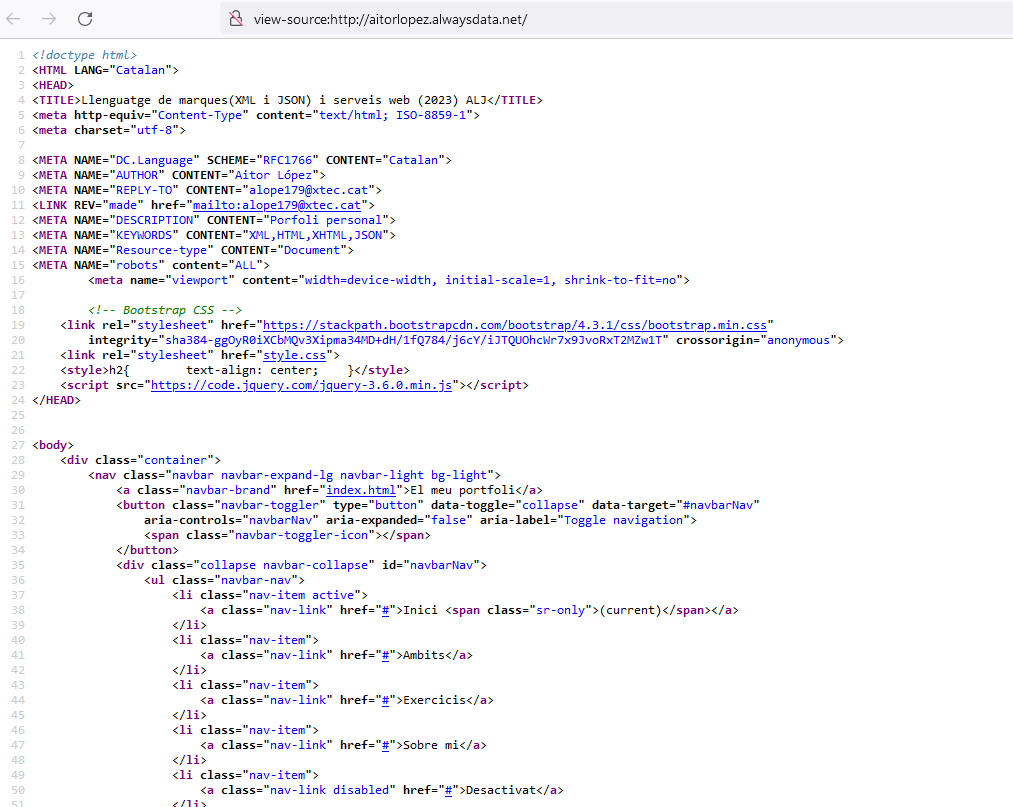 view-source:http://aitorlopez.alwaysdata.net/
1 <!doctype html>
2 <HTML LANG="Catalan">
3 <HEAD>
4 <TITLE>Llenguatge de marques(XML i JSON) i serveis web (2023) ALJ</TITLE>
5 <meta http-equiv="Content-Type" content="text/html; ISO-8859-1">
6 <meta charset="utf-8">
7
8 <META NAME="DC.Language" SCHEME="RFC1766" CONTENT="Catalan">
9 <META NAME="AUTHOR" CONTENT="Aitor López">
10 <META NAME="REPLY-TO" CONTENT="alope179@xtec.cat">
11 <LINK REV="made" href="mailto:alope179@xtec.cat">
12 <META NAME="DESCRIPTION" CONTENT="Porfoli personal">
13 <META NAME="KEYWORDS" CONTENT="XML,HTML,XHTML,JSON">
14 <META NAME="Resource-type" CONTENT="Document">
15 <META NAME="robots" content="ALL">
16 <meta name="viewport" content="width=device-width, initial-scale=1, shrink-to-fit=no">
17
18 <!-- Bootstrap CSS -->
19 <link rel="stylesheet" href="https://stackpath.bootstrapcdn.com/bootstrap/4.3.1/css/bootstrap.min.css"
20 integrity="sha384-ggOyR0iXCbMQv3Xipma34MD+dH/1fQ784/j6cY/iJTQUOhcWr7x9JvoRxT2MZw1T" crossorigin="anonymous">
21 <link rel="stylesheet" href="style.css">
22 <style>h2{ text-align: center; }</style>
23 <script src="https://code.jquery.com/jquery-3.6.0.min.js"></script>
24 </HEAD>
25
26
27 <body>
28 <div class="container">
29 <nav class="navbar navbar-expand-lg navbar-light bg-light">
30 <a class="navbar-brand" href="index.html">El meu portfoli</a>
31 <button class="navbar-toggler" type="button" data-toggle="collapse" data-target="#navbarNav"
32 aria-controls="navbarNav" aria-expanded="false" aria-label="Toggle navigation">
33 <span class="navbar-toggler-icon"></span>
34 </button>
35 <div class="collapse navbar-collapse" id="navbarNav">
36 <ul class="navbar-nav">
37 <li class="nav-item active">
38 <a class="nav-link" href="#">Inici <span class="sr-only">(current)</span></a>
39 </li>
40 <li class="nav-item">
41 <a class="nav-link" href="#">Ambits</a>
42 </li>
43 <li class="nav-item">
44 <a class="nav-link" href="#">Exercicis</a>
45 </li>
46 <li class="nav-item">
47 <a class="nav-link" href="#">Sobre mi</a>
48 </li>
49 <li class="nav-item">
50 <a class="nav-link disabled" href="#">Desactivat</a>
51 </li>